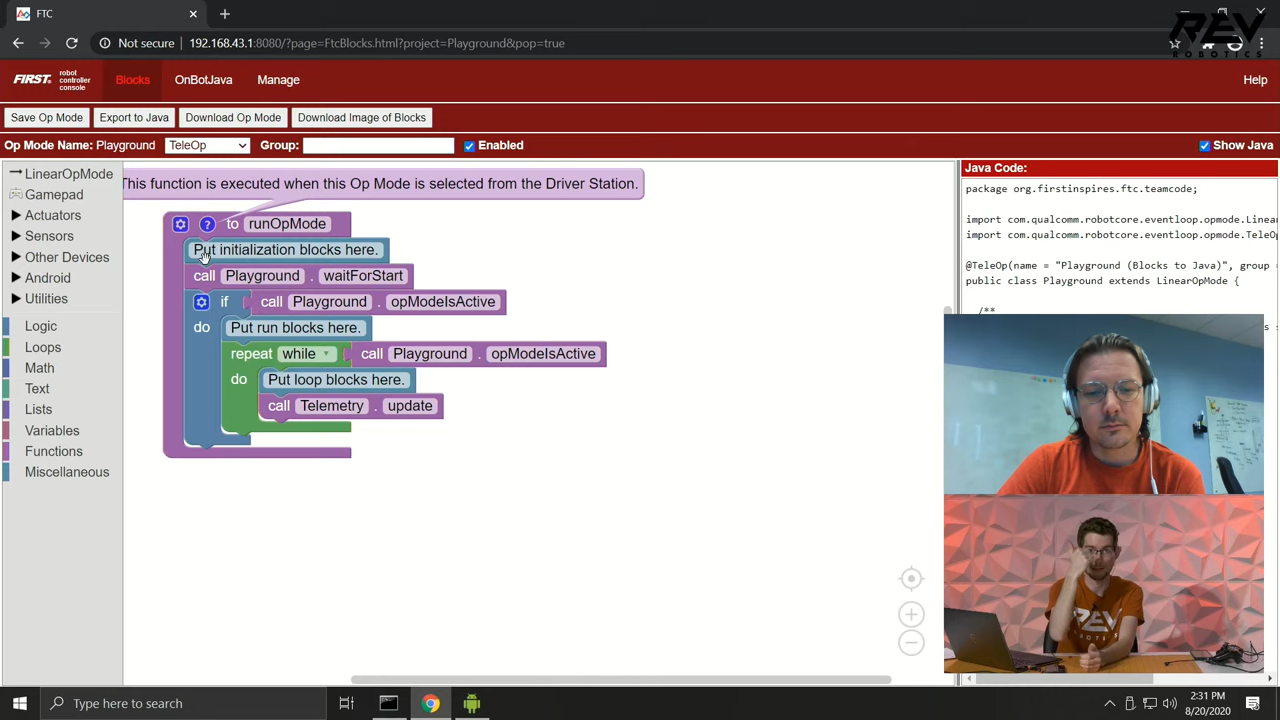 FTC
REV
ROBOTICS
Not secure
192.168.43.1:8080/?page=FtcBlocks.html?project=Playground&pop=true
FIRST
robot
controller
console
Blocks
OnBotJava
Manage
Help
Save Op Mode
Export to Java
Download Op Mode
Download Image of Blocks
Op Mode Name: Playground
TeleOp
Group:
Enabled
Show Java
LinearOpMode
Gamepad
Actuators
Sensors
Other Devices
Android
Utilities
Logic
Loops
Math
Text
Lists
Variables
Functions
Miscellaneous
This function is executed when this Op Mode is selected from the Driver Station.
? to runOpMode
Put initialization blocks here.
call Playground . waitForStart
if call Playground . opModeIsActive
do Put run blocks here.
repeat while call Playground . opModeIsActive
do Put loop blocks here.
call Telemetry . update
Java Code:
package org.firstinspires.ftc.teamcode;
import com.qualcomm.robotcore.eventloop.opmode.Linea
import com.qualcomm.robotcore.eventloop.opmode.TeleO
@TeleOp(name = "Playground (Blocks to Java)", group =
public class Playground extends LinearOpMode {
/**
REV
ROBOTICS
Type here to search
2:31 PM
8/20/2020